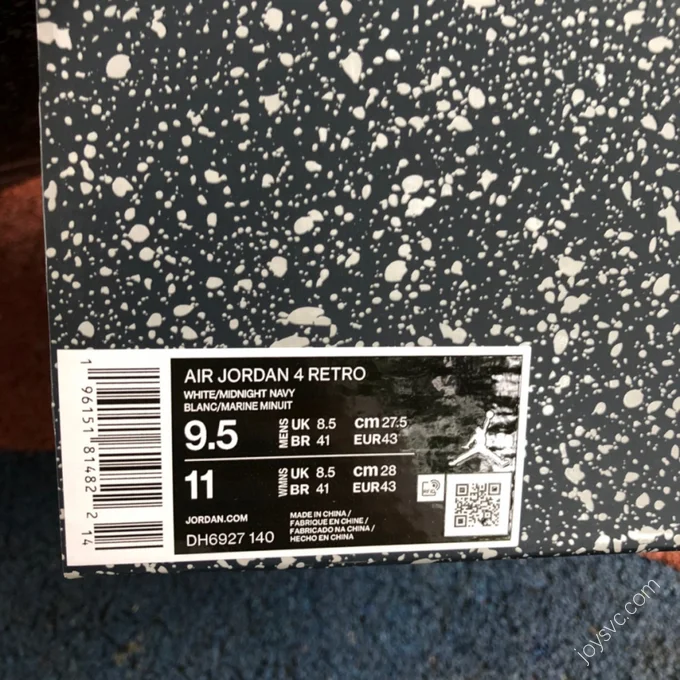 AIR JORDAN 4 RETRO
WHITE/MIDNIGHT NAVY
BLANC/MARINE MINUIT
9.5 MENS UK 8.5 cm 27.5
BR 41 EUR 43
11 WMNS UK 8.5 cm 28
BR 41 EUR 43
JORDAN.COM
DH6927 140
MADE IN CHINA /
FABRIQUE EN CHINE /
FABRICADO NA CHINA /
HECHO EN CHINA
1 96151 81482 2 14
joysvc.com